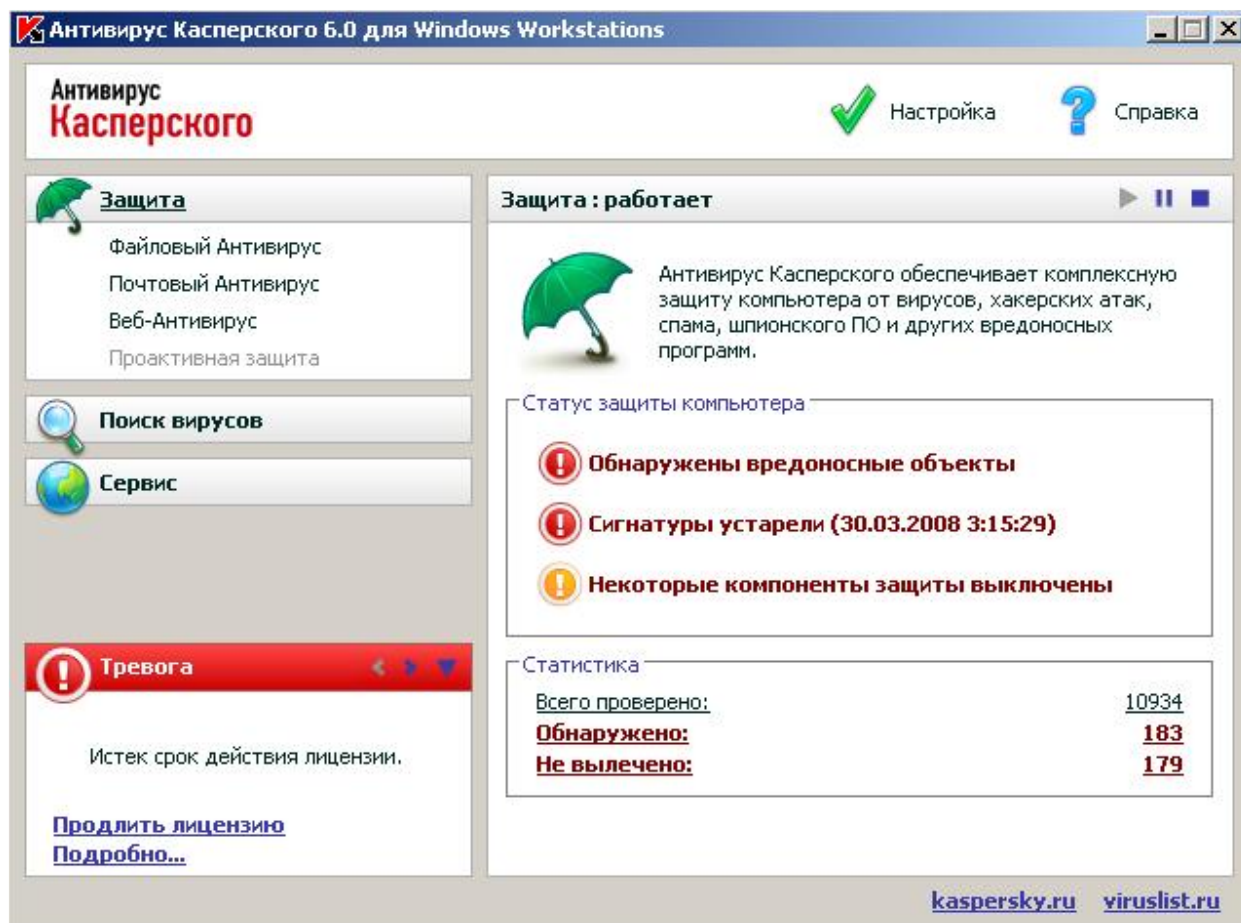 Антивирус Касперского 6.0 для Windows Workstations
Антивирус
Касперского
Настройка
Справка
Защита
Файловый Антивирус
Почтовый Антивирус
Веб-Антивирус
Проактивная защита
Поиск вирусов
Сервис
Тревога
Истек срок действия лицензии.
Продлить лицензию
Подробно...
Защита : работает
Антивирус Касперского обеспечивает комплексную
защиту компьютера от вирусов, хакерских атак,
спама, шпионского ПО и других вредоносных
программ.
Статус защиты компьютера
Обнаружены вредоносные объекты
Сигнатуры устарели (30.03.2008 3:15:29)
Некоторые компоненты защиты выключены
Статистика
Всего проверено: 10934
Обнаружено: 183
Не вылечено: 179
kaspersky.ru viruslist.ru